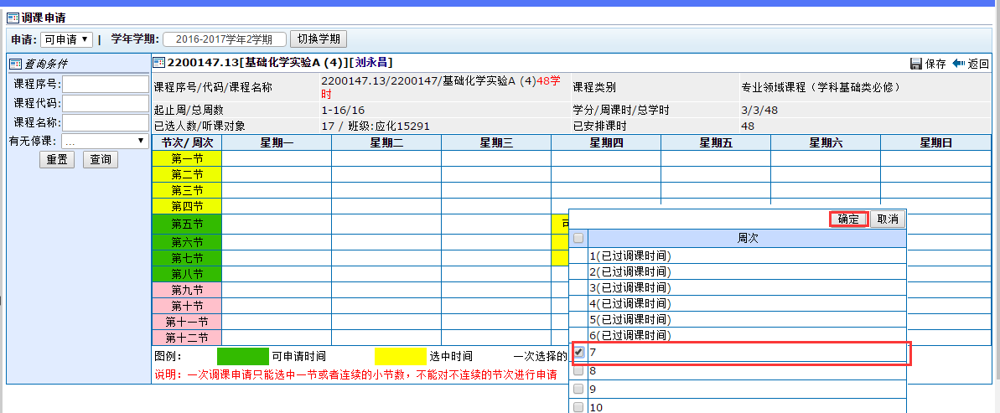 调课申请
申请: 可申请 | 学年学期: 2016-2017学年2学期 切换学期
查询条件
课程序号:
课程代码:
课程名称:
有无停课: ...
重置 查询
2200147.13[基础化学实验A (4)][刘永昌] 保存 返回
课程序号/代码/课程名称 2200147.13/2200147/基础化学实验A (4)48学时 课程类别 专业领域课程（学科基础类必修）
起止周/总周数 1-16/16 学分/周课时/总学时 3/3/48
已选人数/听课对象 17 / 班级:应化15291 已安排课时 48
节次/ 周次 星期一 星期二 星期三 星期四 星期五 星期六 星期日
第一节
第二节
第三节
第四节
第五节
第六节
第七节
第八节
第九节
第十节
第十一节
第十二节
确定 取消
周次
1(已过调课时间)
2(已过调课时间)
3(已过调课时间)
4(已过调课时间)
5(已过调课时间)
6(已过调课时间)
7
8
9
10
图例： 可申请时间 选中时间 一次选择的
说明：一次调课申请只能选中一节或者连续的小节数，不能对不连续的节次进行申请